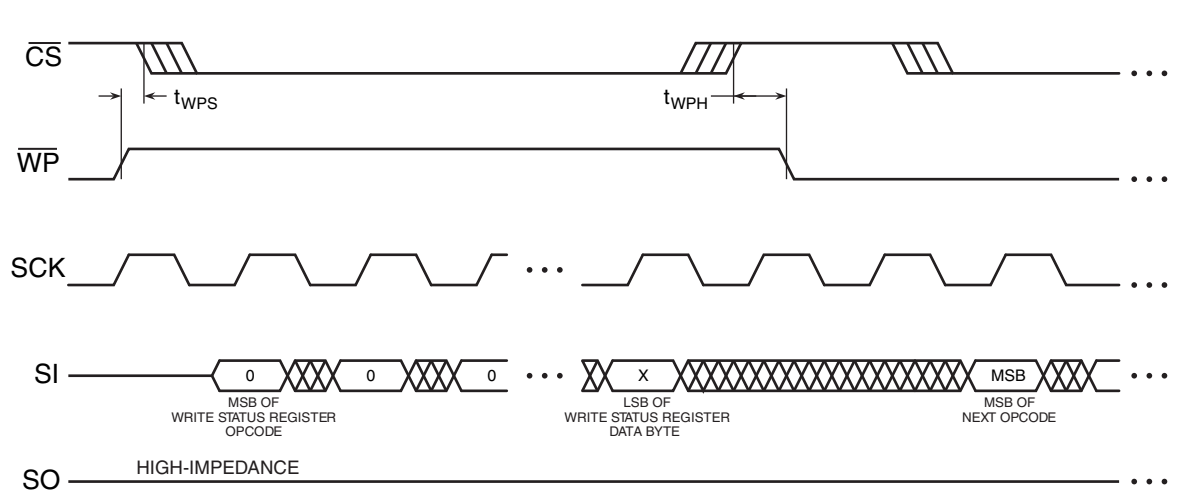 CS
tWPS
tWPH
WP
SCK
SI
0
0
0
X
MSB
MSB OF
WRITE STATUS REGISTER
OPCODE
LSB OF
WRITE STATUS REGISTER
DATA BYTE
MSB OF
NEXT OPCODE
HIGH-IMPEDANCE
SO